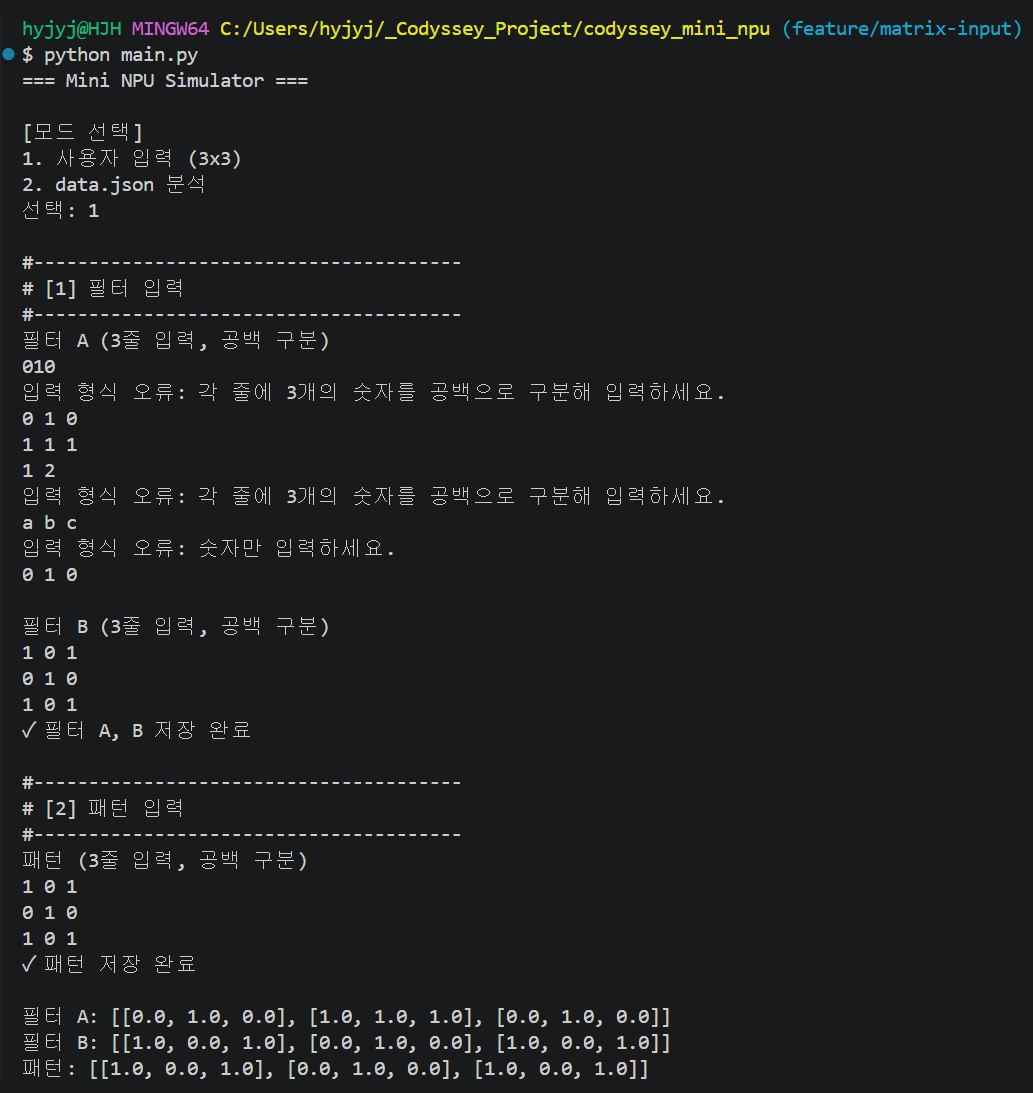 hyjyj@HJH MINGW64 C:/Users/hyjyj/_Codyssey_Project/codyssey_mini_npu (feature/matrix-input)
$ python main.py
=== Mini NPU Simulator ===
[모드 선택]
1. 사용자 입력 (3x3)
2. data.json 분석
선택: 1
#---------------------------------------
# [1] 필터 입력
#---------------------------------------
필터 A (3줄 입력, 공백 구분)
010
입력 형식 오류: 각 줄에 3개의 숫자를 공백으로 구분해 입력하세요.
0 1 0
1 1 1
1 2
입력 형식 오류: 각 줄에 3개의 숫자를 공백으로 구분해 입력하세요.
a b c
입력 형식 오류: 숫자만 입력하세요.
0 1 0
필터 B (3줄 입력, 공백 구분)
1 0 1
0 1 0
1 0 1
✓ 필터 A, B 저장 완료
#---------------------------------------
# [2] 패턴 입력
#---------------------------------------
패턴 (3줄 입력, 공백 구분)
1 0 1
0 1 0
1 0 1
✓ 패턴 저장 완료
필터 A: [[0.0, 1.0, 0.0], [1.0, 1.0, 1.0], [0.0, 1.0, 0.0]]
필터 B: [[1.0, 0.0, 1.0], [0.0, 1.0, 0.0], [1.0, 0.0, 1.0]]
패턴: [[1.0, 0.0, 1.0], [0.0, 1.0, 0.0], [1.0, 0.0, 1.0]]